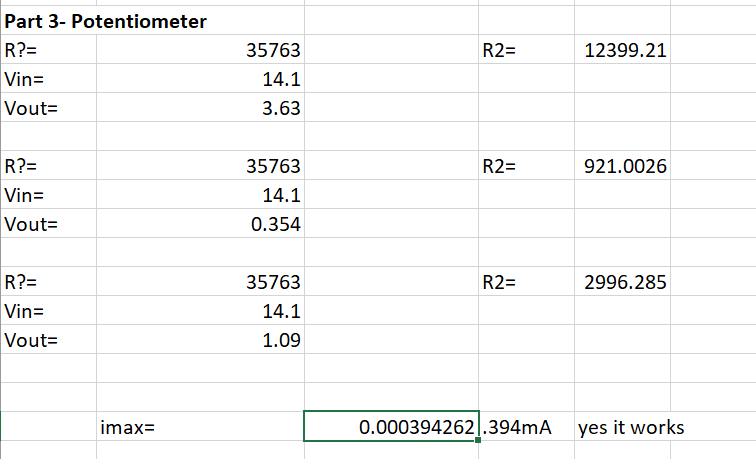 Part 3- Potentiometer
R?= 35763 R2= 12399.21
Vin= 14.1
Vout= 3.63
R?= 35763 R2= 921.0026
Vin= 14.1
Vout= 0.354
R?= 35763 R2= 2996.285
Vin= 14.1
Vout= 1.09
imax= 0.000394262 .394mA yes it works